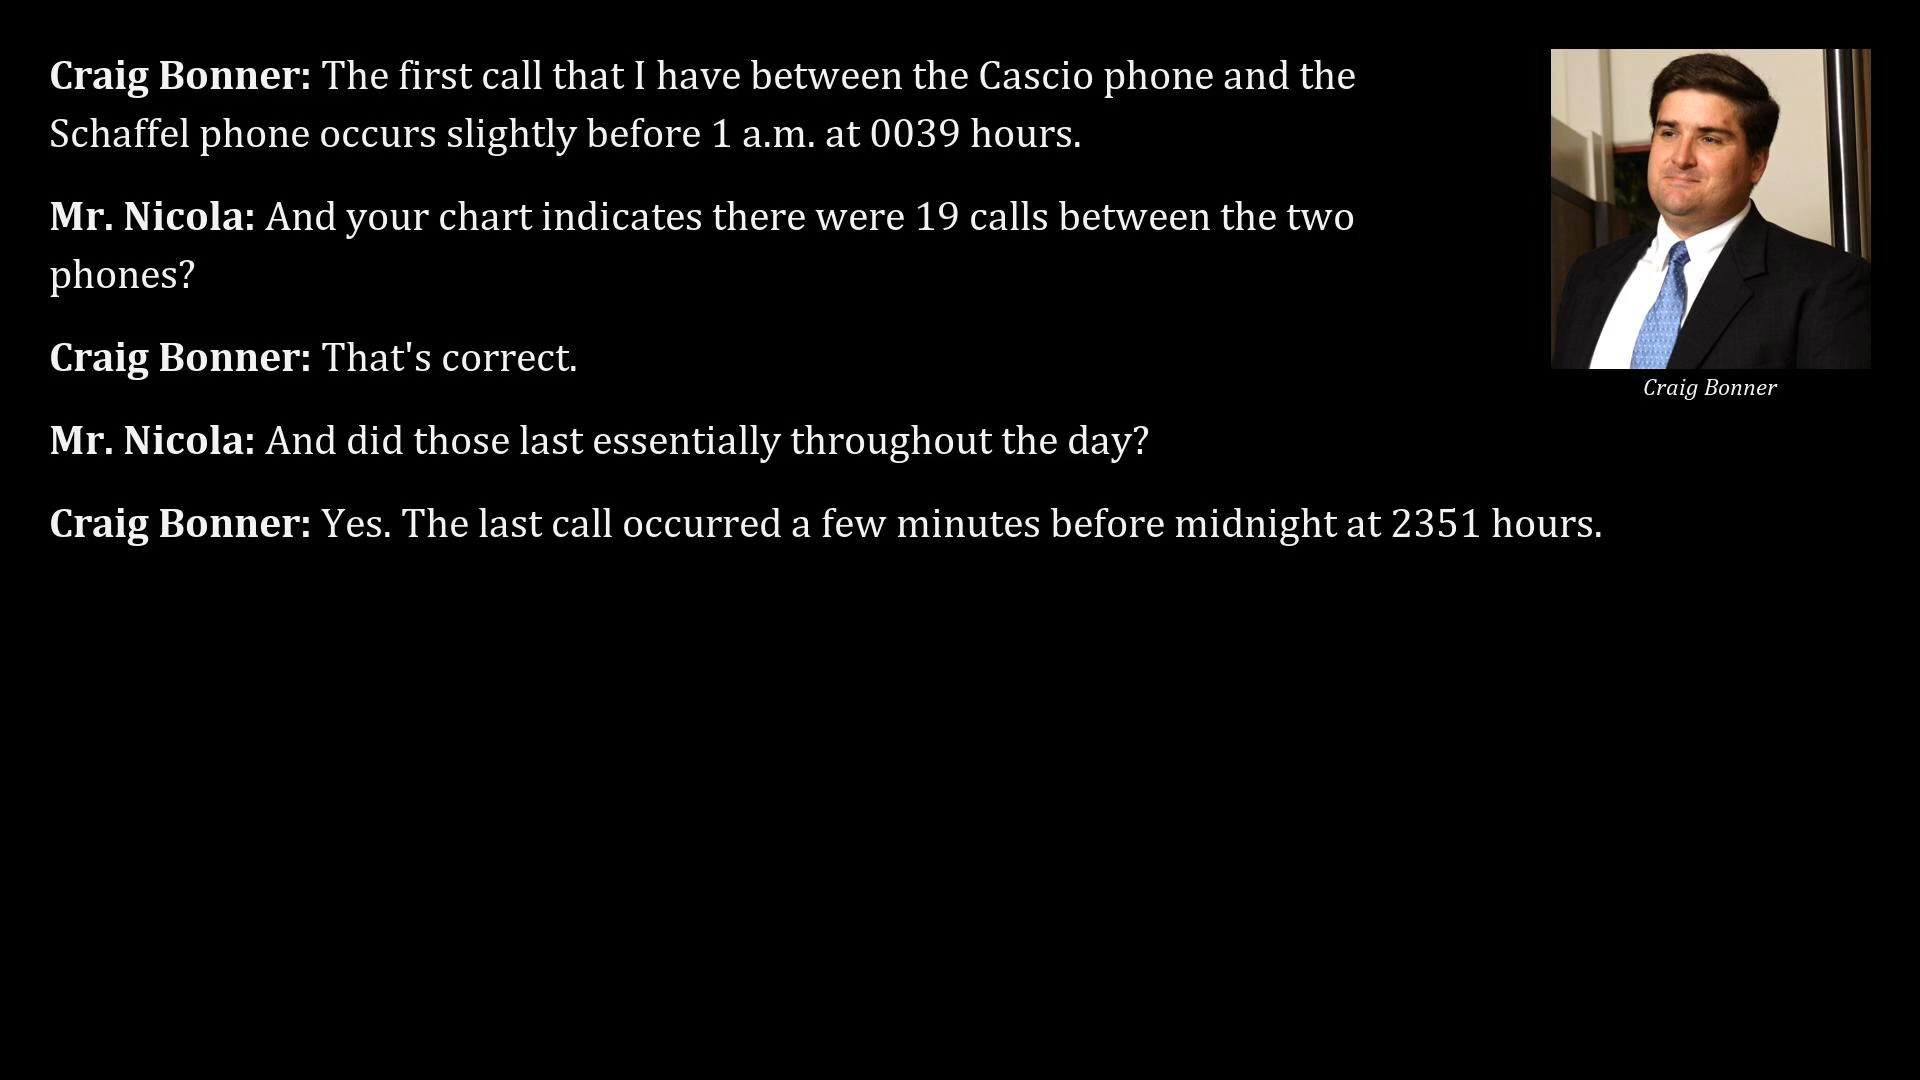 Craig Bonner: The first call that I have between the Cascio phone and the
Schaffel phone occurs slightly before 1 a.m. at 0039 hours.
Mr. Nicola: And your chart indicates there were 19 calls between the two
phones?
Craig Bonner: That's correct.
Mr. Nicola: And did those last essentially throughout the day?
Craig Bonner: Yes. The last call occurred a few minutes before midnight at 2351 hours.
Craig Bonner